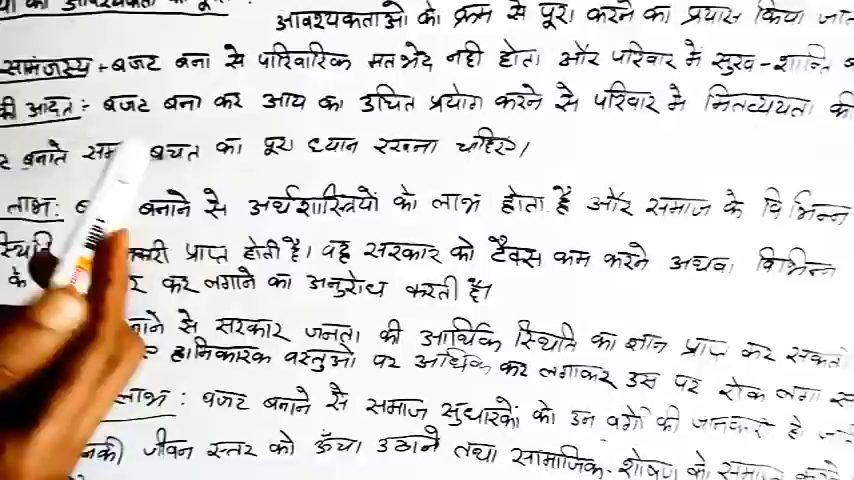 आवश्यकताओ को क्रम से पूरा करने का प्रयास किया
सामंजस्य :- बजट बना से पारिवारिक मतभेद नही होता और परिवार में सुख-शान्ति
की आदत :- बजट बना कर आय का उचित प्रयोग करने से परिवार मे मितव्ययता की
बनाते बचत का पूरा ध्यान रखना चाहिए।
लाभ: बनाने से अर्थशास्त्रियों को लाभ होता है और समाज के विभिन्न
प्राप्त होती है। वह सरकार को टैक्स कम करने अथवा विभिन्न
के कर लगाने का अनुरोध करती है।
से सरकार जनता की आर्थिक स्थिति का ज्ञान प्राप्त कर सकती
हानिकारक वस्तुओ पर अधिक कर लगाकर उस पर रोक लगा
लाभ : बजट बनाने से समाज सुधारकों को उन वर्गो की जानकारी है
जीवन स्तर को ऊँचा उठाने तथा सामाजिक-शोषण को समाप्त करने